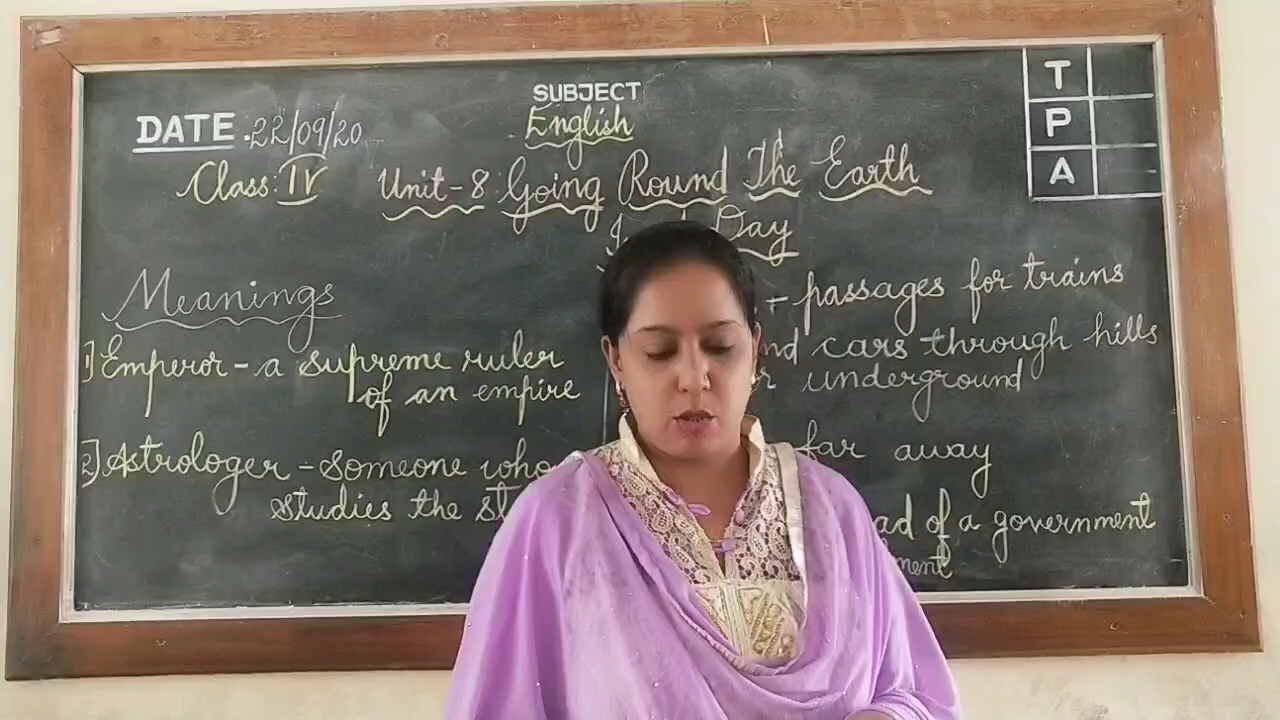 SUBJECT
DATE. 22/09/20
English
T
P
A
Class: IV Unit-8 Going Round The Earth
Day
Meanings
1] Emperor - a supreme ruler
of an empire
2] Astrologer - someone who
studies the
- passages for trains
cars through hills
underground
far away
of a government